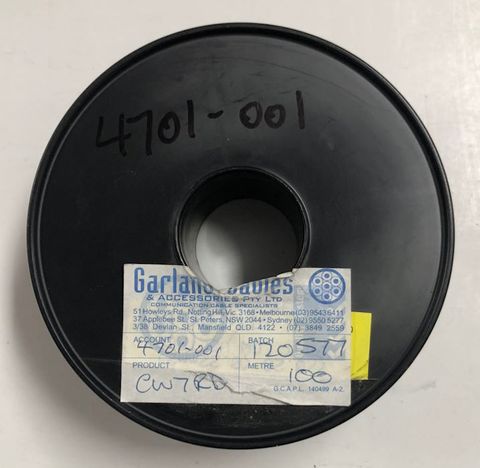 4701-001
Garland Cables
& ACCESSORIES PTY LTD
COMMUNICATION CABLE SPECIALISTS
51 Howleys Rd, Notting Hill, Vic 3168 • Melbourne (03) 9543 6411
37 Applebee St, St. Peters, NSW 2044 • Sydney (02) 9550 5277
3/38 Devlan St, Mansfield QLD. 4122 • (07) 3849 2559
ACCOUNT 4701-001 BATCH 120577
PRODUCT CW7RD METRE 100
G.C.A.P.L. 140499 A-2.